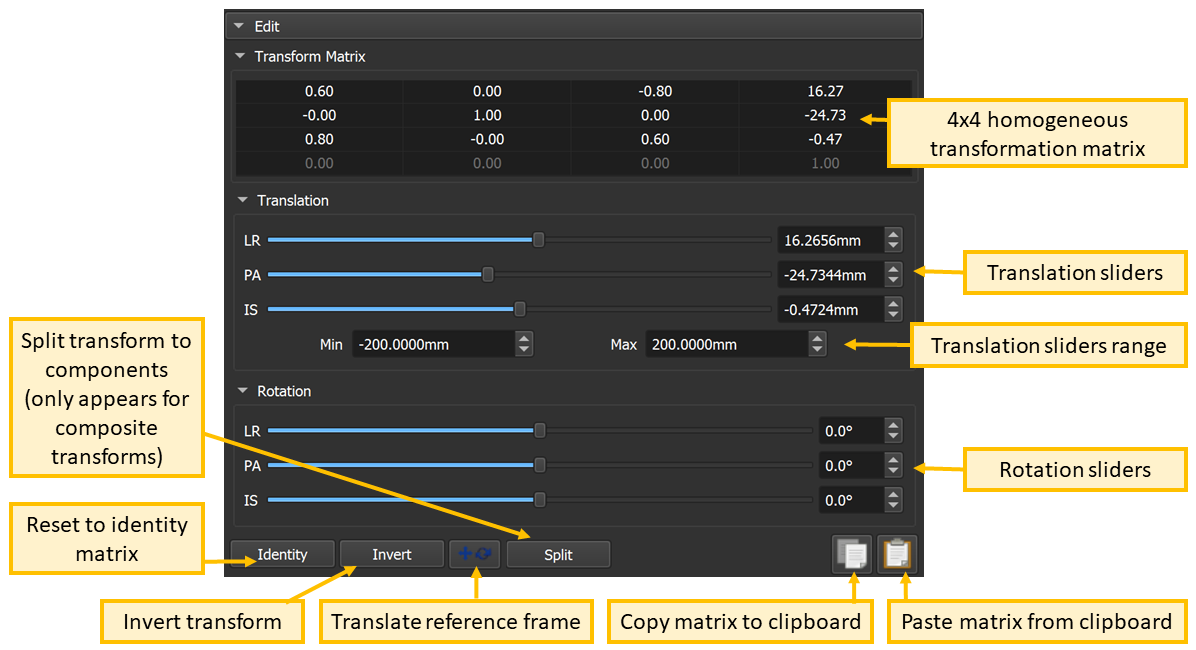 Edit
Transform Matrix
0.60 0.00 -0.80 16.27
-0.00 1.00 0.00 -24.73
0.80 -0.00 0.60 -0.47
0.00 0.00 0.00 1.00
4x4 homogeneous
transformation matrix
Translation
LR 16.2656mm
PA -24.7344mm
IS -0.4724mm
Translation sliders
Min -200.0000mm Max 200.0000mm
Translation sliders range
Split transform to
components
(only appears for
composite
transforms)
Rotation
LR 0.0°
PA 0.0°
IS 0.0°
Rotation sliders
Reset to identity
matrix
Identity Invert Split
Invert transform
Translate reference frame
Copy matrix to clipboard
Paste matrix from clipboard